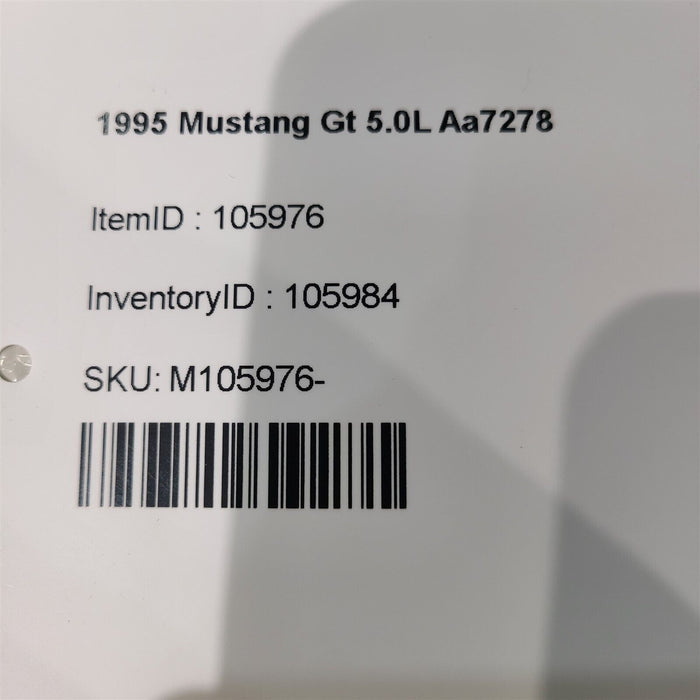 1995 Mustang Gt 5.0L Aa7278
ItemID : 105976
InventoryID : 105984
SKU: M105976-